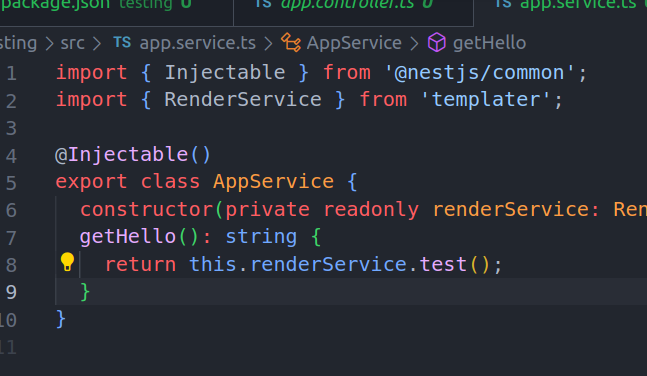 package.json testing U TS app.controller.ts U TS app.service.ts U
sting > src > TS app.service.ts > AppService > getHello
1 import { Injectable } from '@nestjs/common';
2 import { RenderService } from 'templater';
3
4 @Injectable()
5 export class AppService {
6 constructor(private readonly renderService: Ren
7 getHello(): string {
8 return this.renderService.test();
9 }
10 }
11